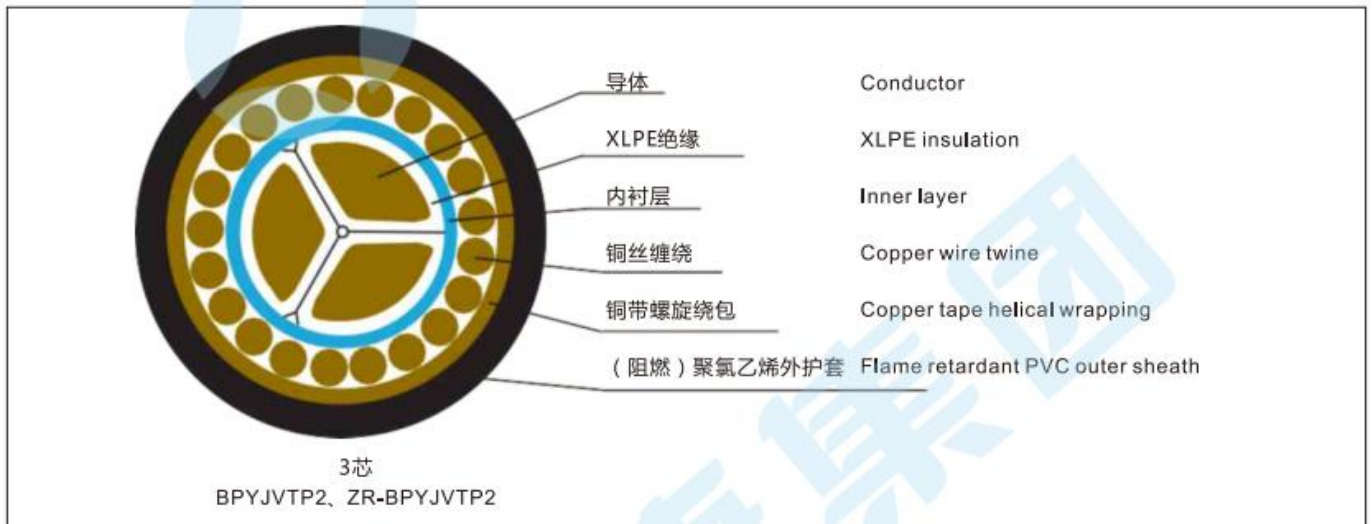 导体 Conductor
XLPE绝缘 XLPE insulation
内衬层 Inner layer
铜丝缠绕 Copper wire twine
铜带螺旋绕包 Copper tape helical wrapping
（阻燃）聚氯乙烯外护套 Flame retardant PVC outer sheath
3芯
BPYJVTP2、ZR-BPYJVTP2
集团